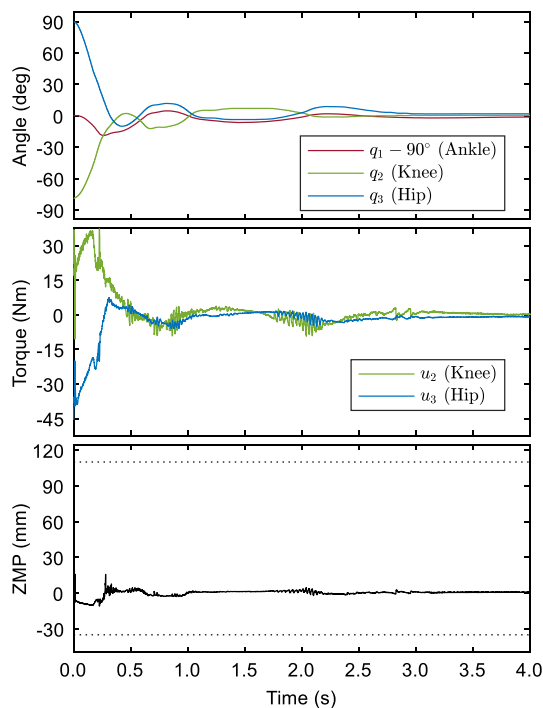 90
60
30
0
-30
-60
-90
Angle (deg)
q₁ − 90° (Ankle)
q₂ (Knee)
q₃ (Hip)
30
15
0
-15
-30
-45
Torque (Nm)
u₂ (Knee)
u₃ (Hip)
120
90
60
30
0
-30
ZMP (mm)
0.0 0.5 1.0 1.5 2.0 2.5 3.0 3.5 4.0
Time (s)